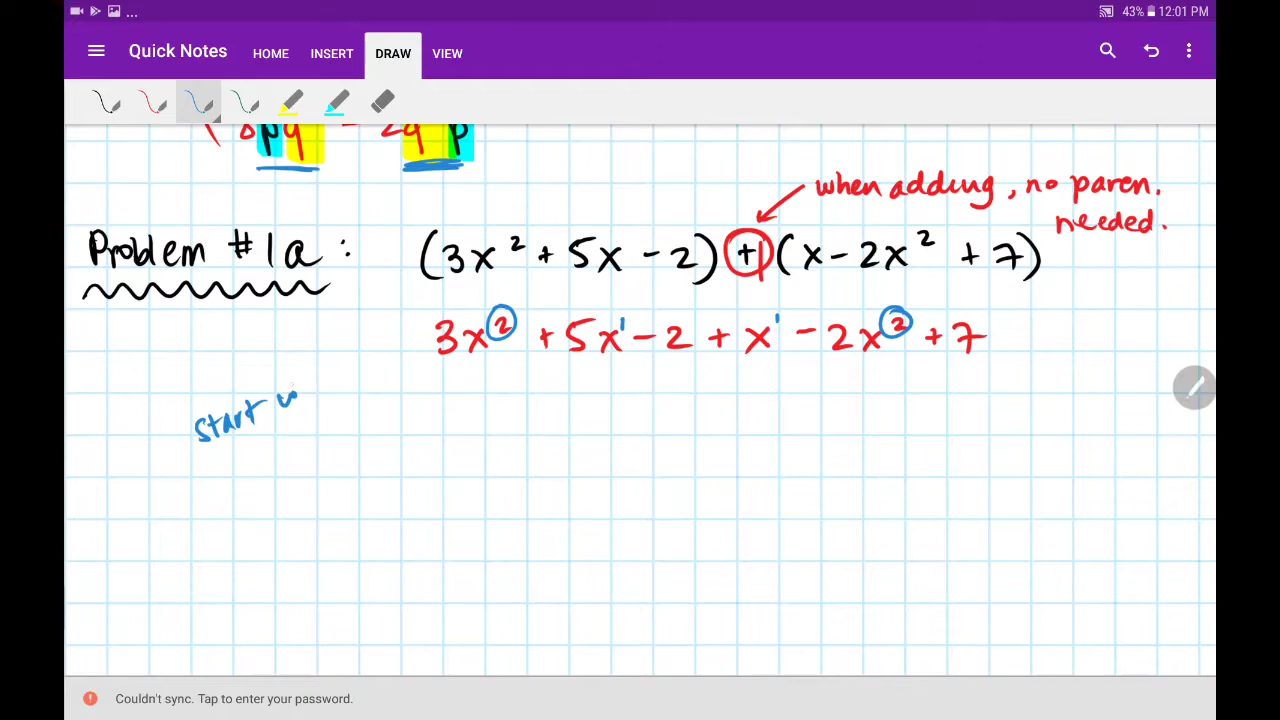 ... 43% 12:01 PM
Quick Notes HOME INSERT DRAW VIEW
when adding, no paren.
needed.
Problem #1a: (3x² + 5x - 2) + 1(x - 2x² + 7)
3x² + 5x¹ - 2 + x¹ - 2x² + 7
start
Couldn't sync. Tap to enter your password.